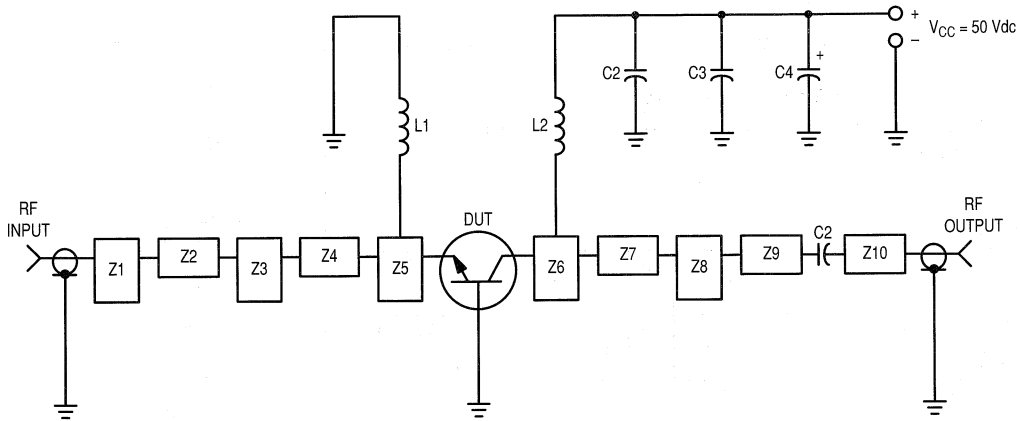 +
VCC = 50 Vdc
–
C2
C3
C4
+
L1
L2
RF
INPUT
DUT
RF
OUTPUT
Z1
Z2
Z3
Z4
Z5
Z6
Z7
Z8
Z9
C2
Z10